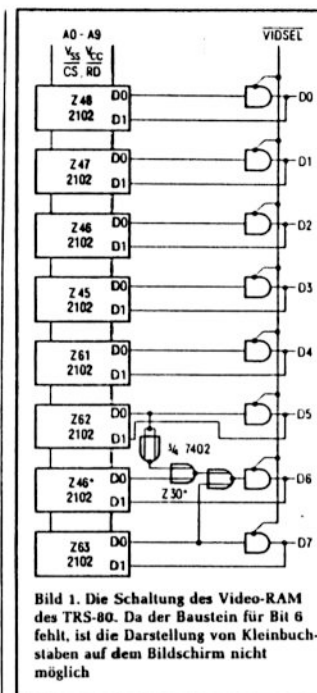 A0 - A9
VIDSEL
VSS VCC
CS, RD
Z48 D0
2102 D1
D0
Z47 D0
2102 D1
D1
Z46 D0
2102 D1
D2
Z45 D0
2102 D1
D3
Z61 D0
2102 D1
D4
Z62 D0
2102 D1
D5
¼ 7402
Z46* D0
2102 D1
Z30*
D6
Z63 D0
2102 D1
D7
Bild 1. Die Schaltung des Video-RAM
des TRS-80. Da der Baustein für Bit 6
fehlt, ist die Darstellung von Kleinbuch-
staben auf dem Bildschirm nicht
möglich